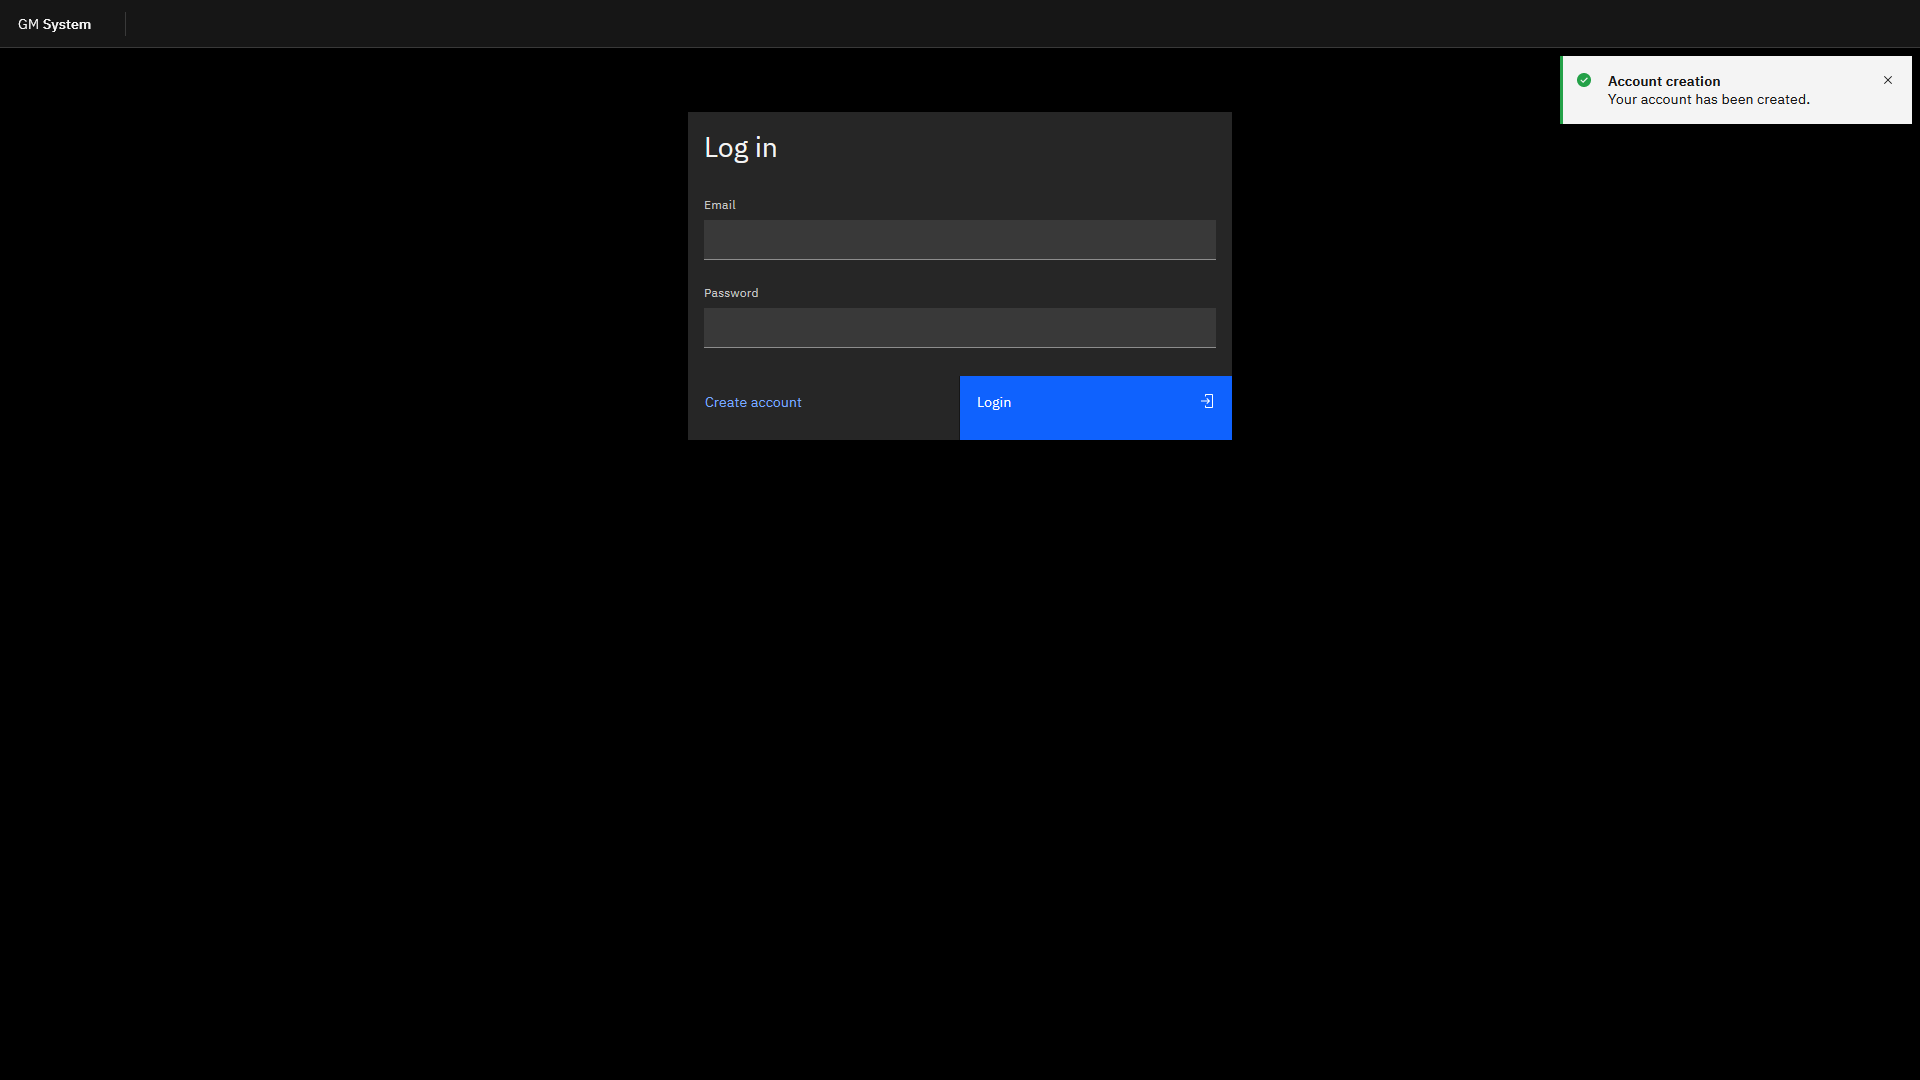 GM System
Account creation
Your account has been created.
Log in
Email
Password
Create account
Login